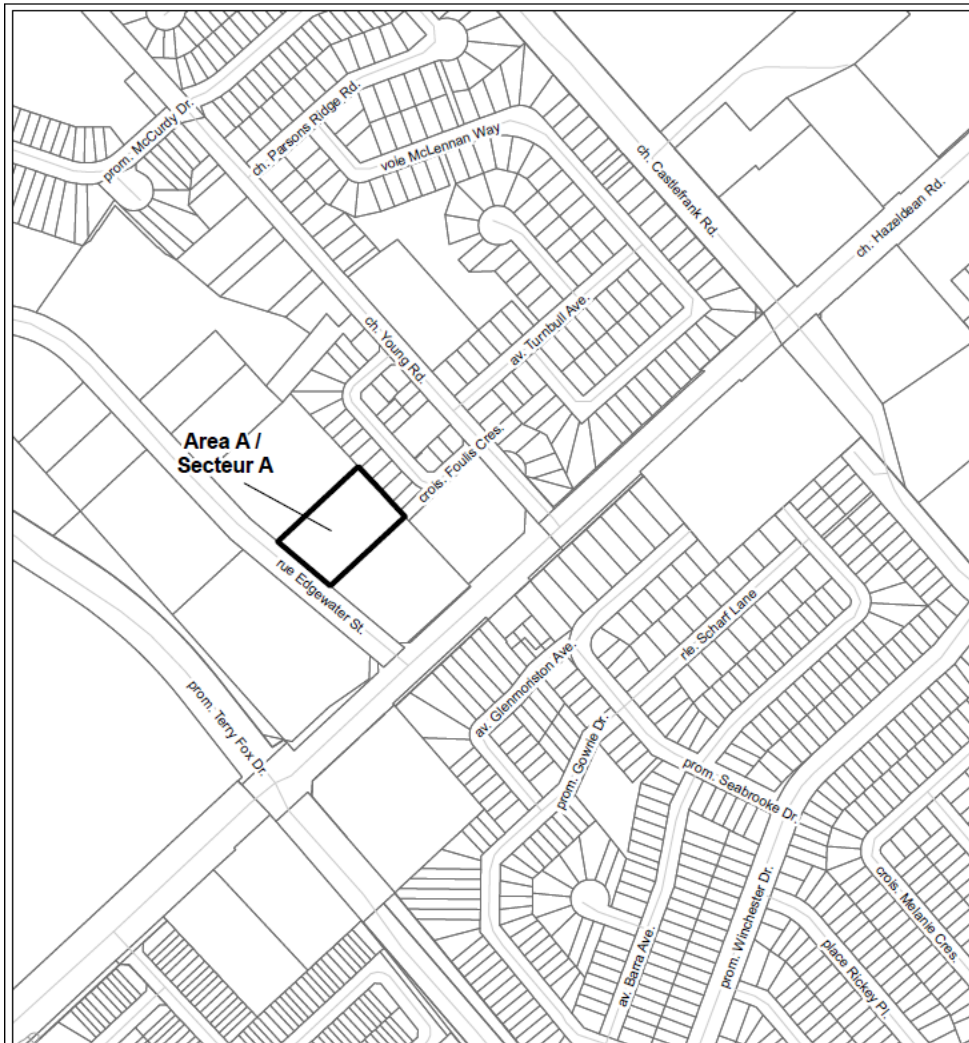 prom. McCurdy Dr.
ch. Parsons Ridge Rd.
voie McLennan Way
ch. Castlefrank Rd.
ch. Hazeldean Rd.
av. Turnbull Ave.
ch. Young Rd.
crois. Foulis Cres.
Area A /
Secteur A
rue Edgewater St.
prom. Terry Fox Dr.
rle. Scharf Lane
av. Glenmoriston Ave.
prom. Gowrie Dr.
prom. Seabrooke Dr.
prom. Winchester Dr.
crois. Melanie Cres.
av. Barra Ave.
place Rickey Pl.